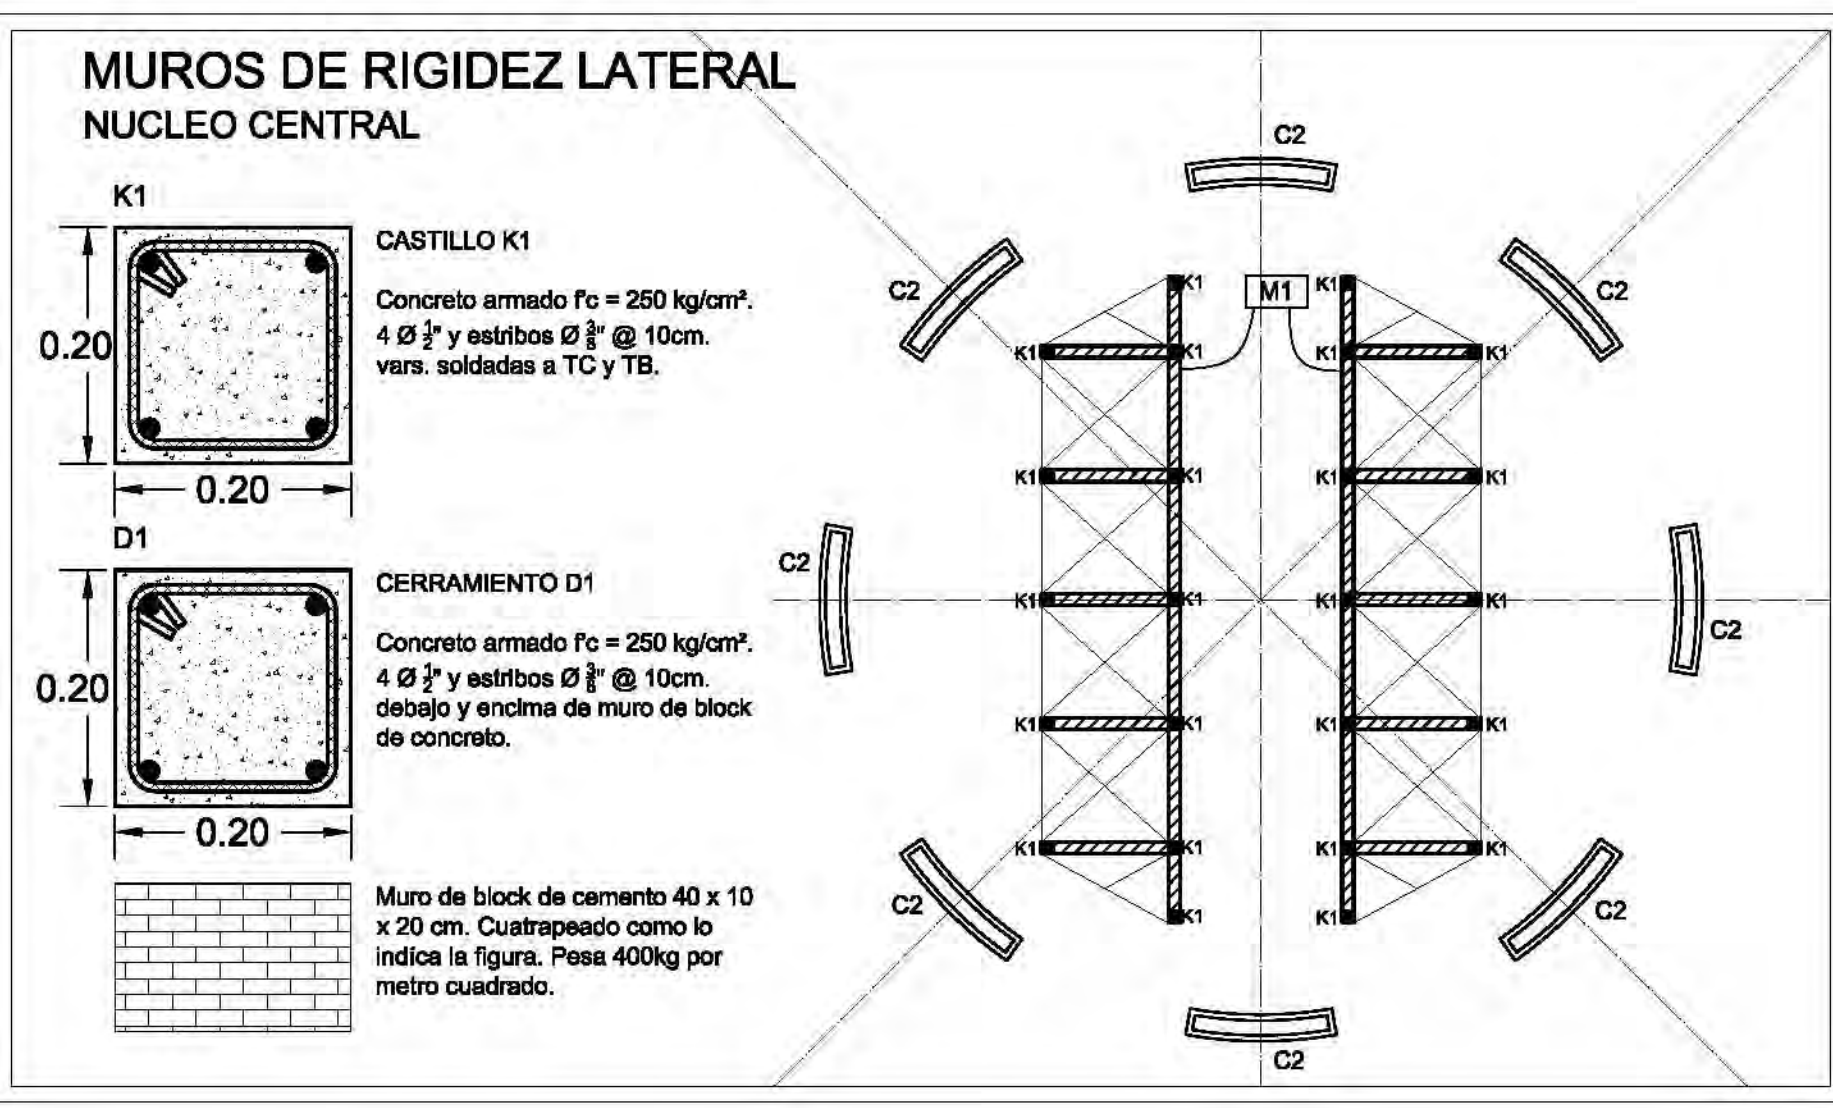 MUROS DE RIGIDEZ LATERAL
NUCLEO CENTRAL
K1
0.20
0.20
CASTILLO K1
Concreto armado f'c = 250 kg/cm².
4 Ø ½" y estribos Ø ⅜" @ 10cm.
vars. soldadas a TC y TB.
D1
0.20
0.20
CERRAMIENTO D1
Concreto armado f'c = 250 kg/cm².
4 Ø ½" y estribos Ø ⅜" @ 10cm.
debajo y encima de muro de block
de concreto.
Muro de block de cemento 40 x 10
x 20 cm. Cuatrapeado como lo
indica la figura. Pesa 400kg por
metro cuadrado.
C2
C2
C2
K1 M1 K1
K1 K1 K1 K1
K1 K1 K1 K1
C2
K1 K1 K1 K1
C2
K1 K1 K1 K1
K1 K1 K1 K1
K1 K1
C2
C2
C2